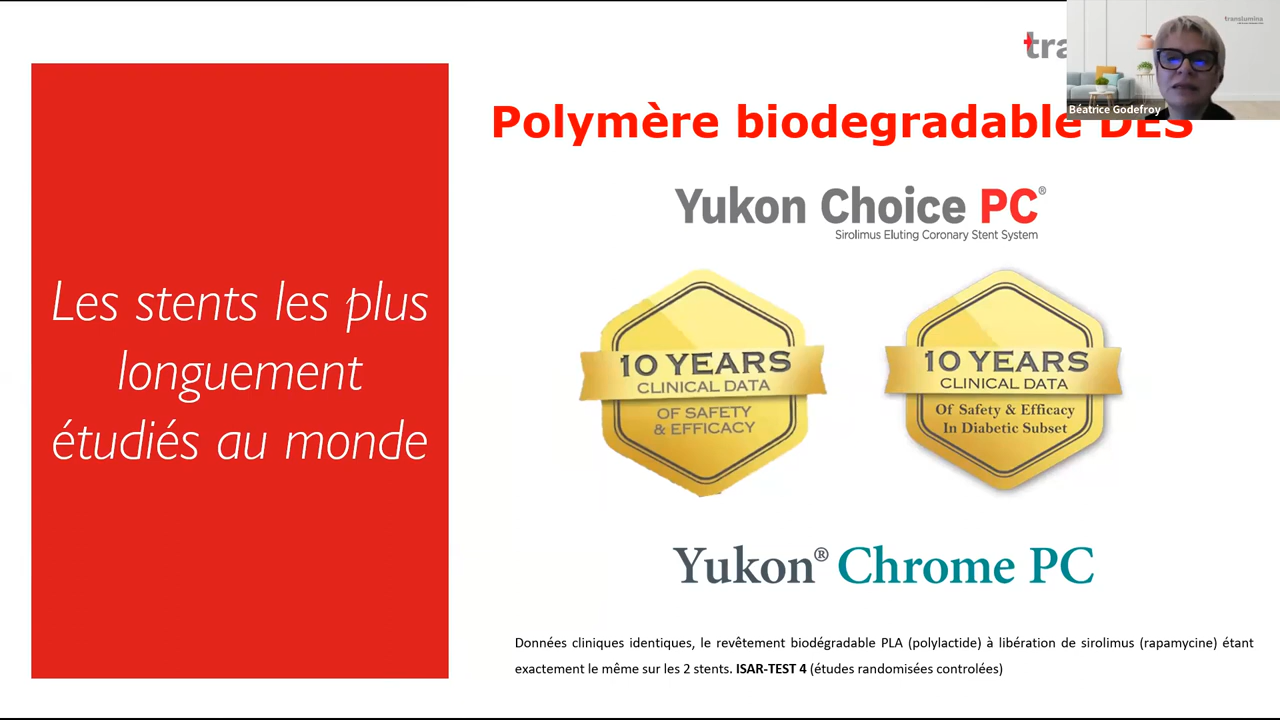 translumina
tra
Béatrice Godefroy
Polymère biodegradable DES
Yukon Choice PC®
Sirolimus Eluting Coronary Stent System
Les stents les plus
longuement
étudiés au monde
10 YEARS
CLINICAL DATA
OF SAFETY
& EFFICACY
10 YEARS
CLINICAL DATA
Of Safety & Efficacy
In Diabetic Subset
Yukon® Chrome PC
Données cliniques identiques, le revêtement biodégradable PLA (polylactide) à libération de sirolimus (rapamycine) étant
exactement le même sur les 2 stents. ISAR-TEST 4 (études randomisées controlées)